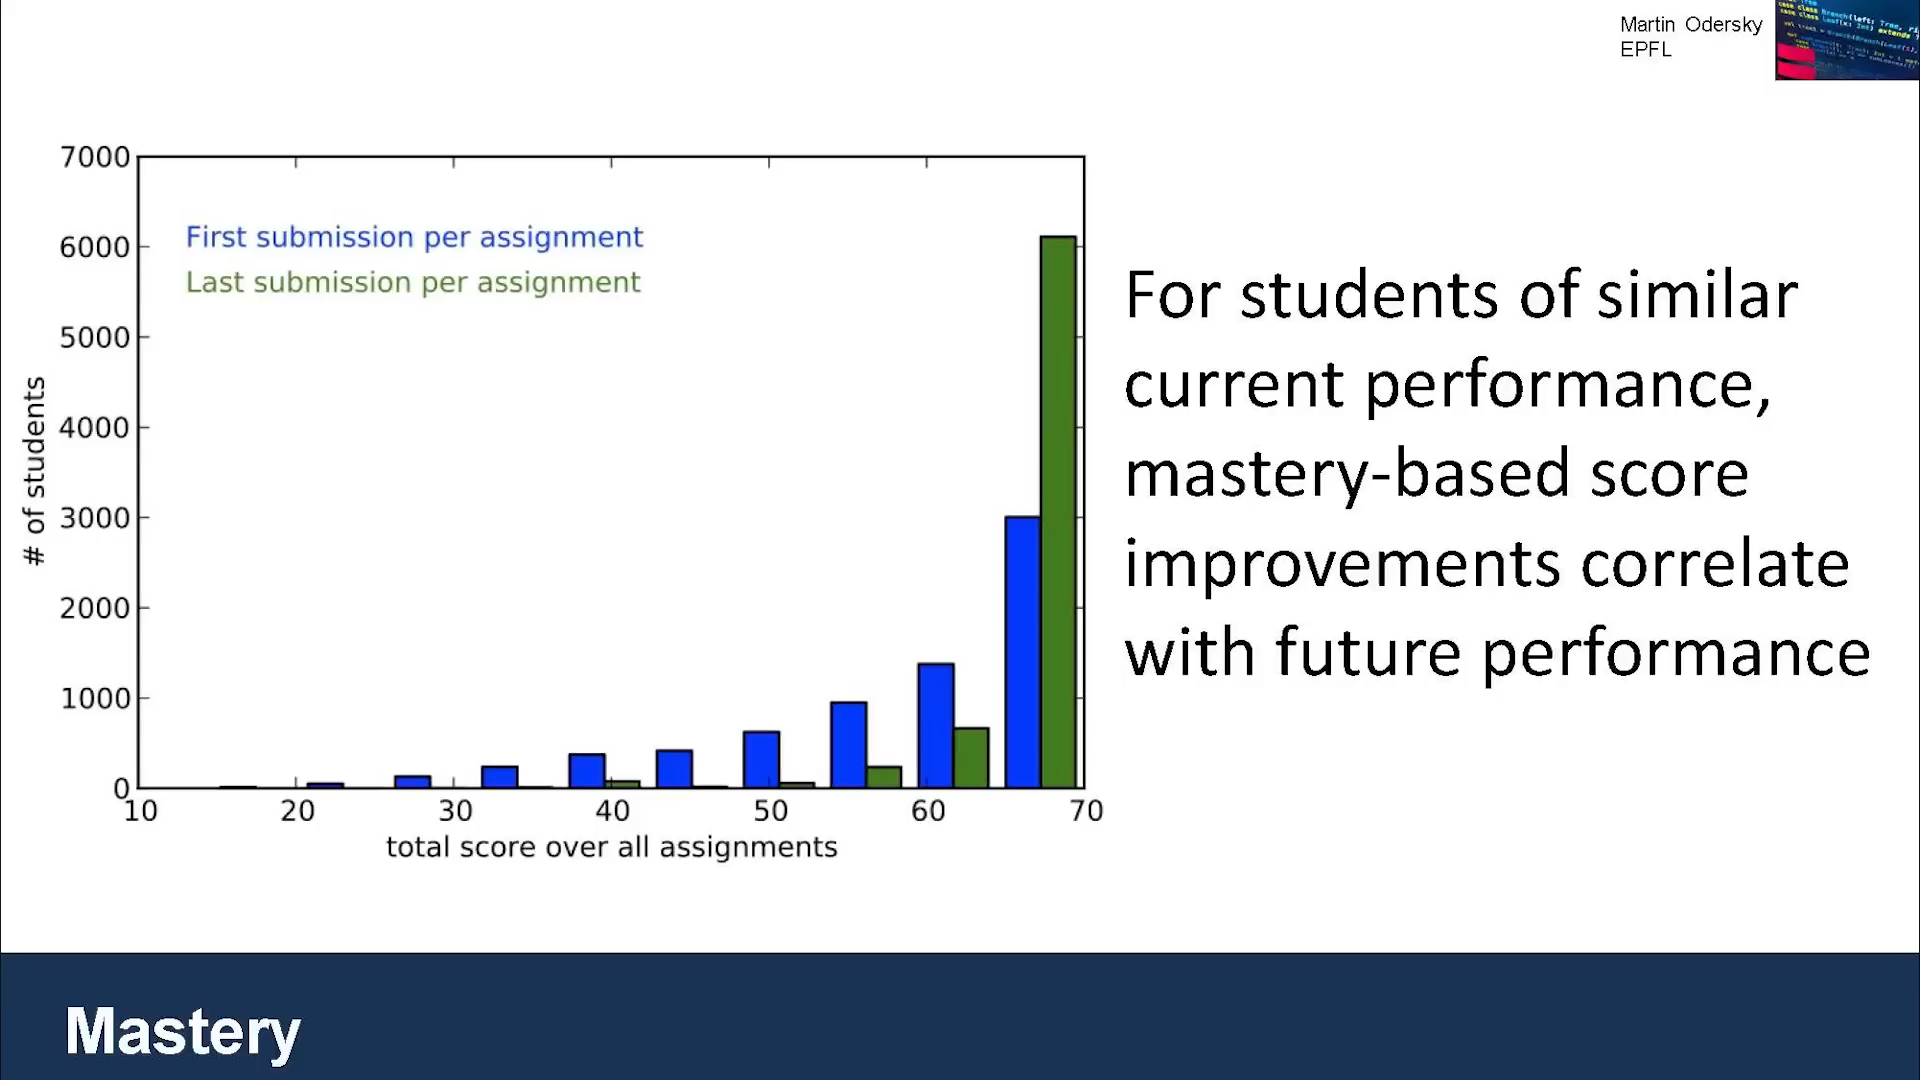 Martin Odersky
EPFL
7000
6000
5000
4000
3000
2000
1000
0
First submission per assignment
Last submission per assignment
# of students
10 20 30 40 50 60 70
total score over all assignments
For students of similar
current performance,
mastery-based score
improvements correlate
with future performance
Mastery